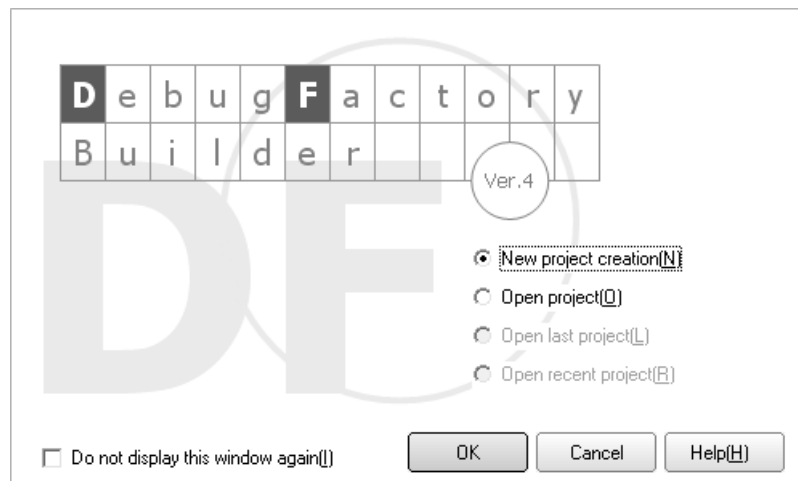 DebugFactory
Builder
Ver.4
New project creation(N)
Open project(O)
Open last project(L)
Open recent project(R)
Do not display this window again(I)
OK Cancel Help(H)
DF